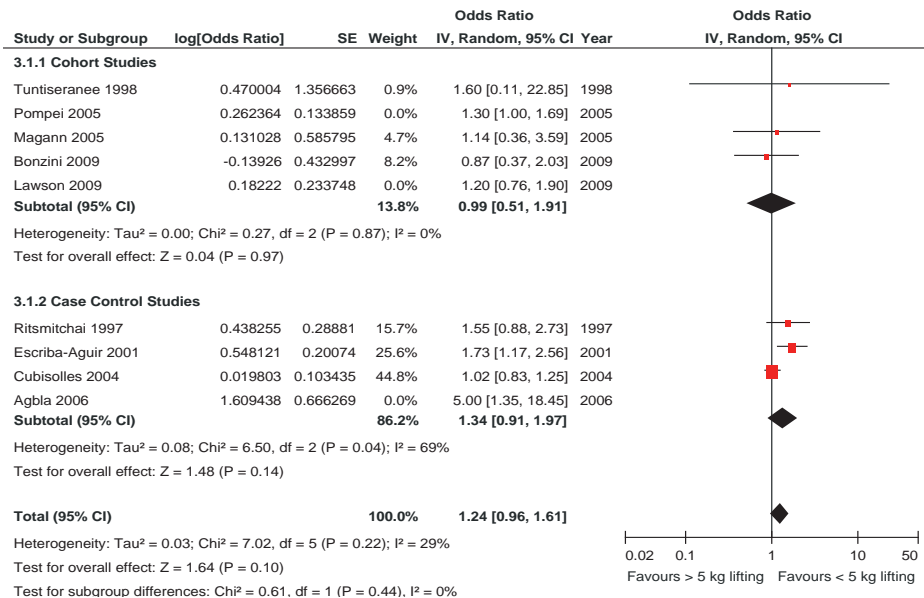 Odds Ratio Odds Ratio
Study or Subgroup log[Odds Ratio] SE Weight IV, Random, 95% CI Year IV, Random, 95% CI
3.1.1 Cohort Studies
Tuntiseranee 1998 0.470004 1.356663 0.9% 1.60 [0.11, 22.85] 1998
Pompei 2005 0.262364 0.133859 0.0% 1.30 [1.00, 1.69] 2005
Magann 2005 0.131028 0.585795 4.7% 1.14 [0.36, 3.59] 2005
Bonzini 2009 -0.13926 0.432997 8.2% 0.87 [0.37, 2.03] 2009
Lawson 2009 0.18222 0.233748 0.0% 1.20 [0.76, 1.90] 2009
Subtotal (95% CI) 13.8% 0.99 [0.51, 1.91]
Heterogeneity: Tau² = 0.00; Chi² = 0.27, df = 2 (P = 0.87); I² = 0%
Test for overall effect: Z = 0.04 (P = 0.97)
3.1.2 Case Control Studies
Ritsmitchai 1997 0.438255 0.28881 15.7% 1.55 [0.88, 2.73] 1997
Escriba-Aguir 2001 0.548121 0.20074 25.6% 1.73 [1.17, 2.56] 2001
Cubisolles 2004 0.019803 0.103435 44.8% 1.02 [0.83, 1.25] 2004
Agbla 2006 1.609438 0.666269 0.0% 5.00 [1.35, 18.45] 2006
Subtotal (95% CI) 86.2% 1.34 [0.91, 1.97]
Heterogeneity: Tau² = 0.08; Chi² = 6.50, df = 2 (P = 0.04); I² = 69%
Test for overall effect: Z = 1.48 (P = 0.14)
Total (95% CI) 100.0% 1.24 [0.96, 1.61]
Heterogeneity: Tau² = 0.03; Chi² = 7.02, df = 5 (P = 0.22); I² = 29%
Test for overall effect: Z = 1.64 (P = 0.10)
Test for subgroup differences: Chi² = 0.61, df = 1 (P = 0.44), I² = 0%
0.02 0.1 1 10 50
Favours > 5 kg lifting Favours < 5 kg lifting